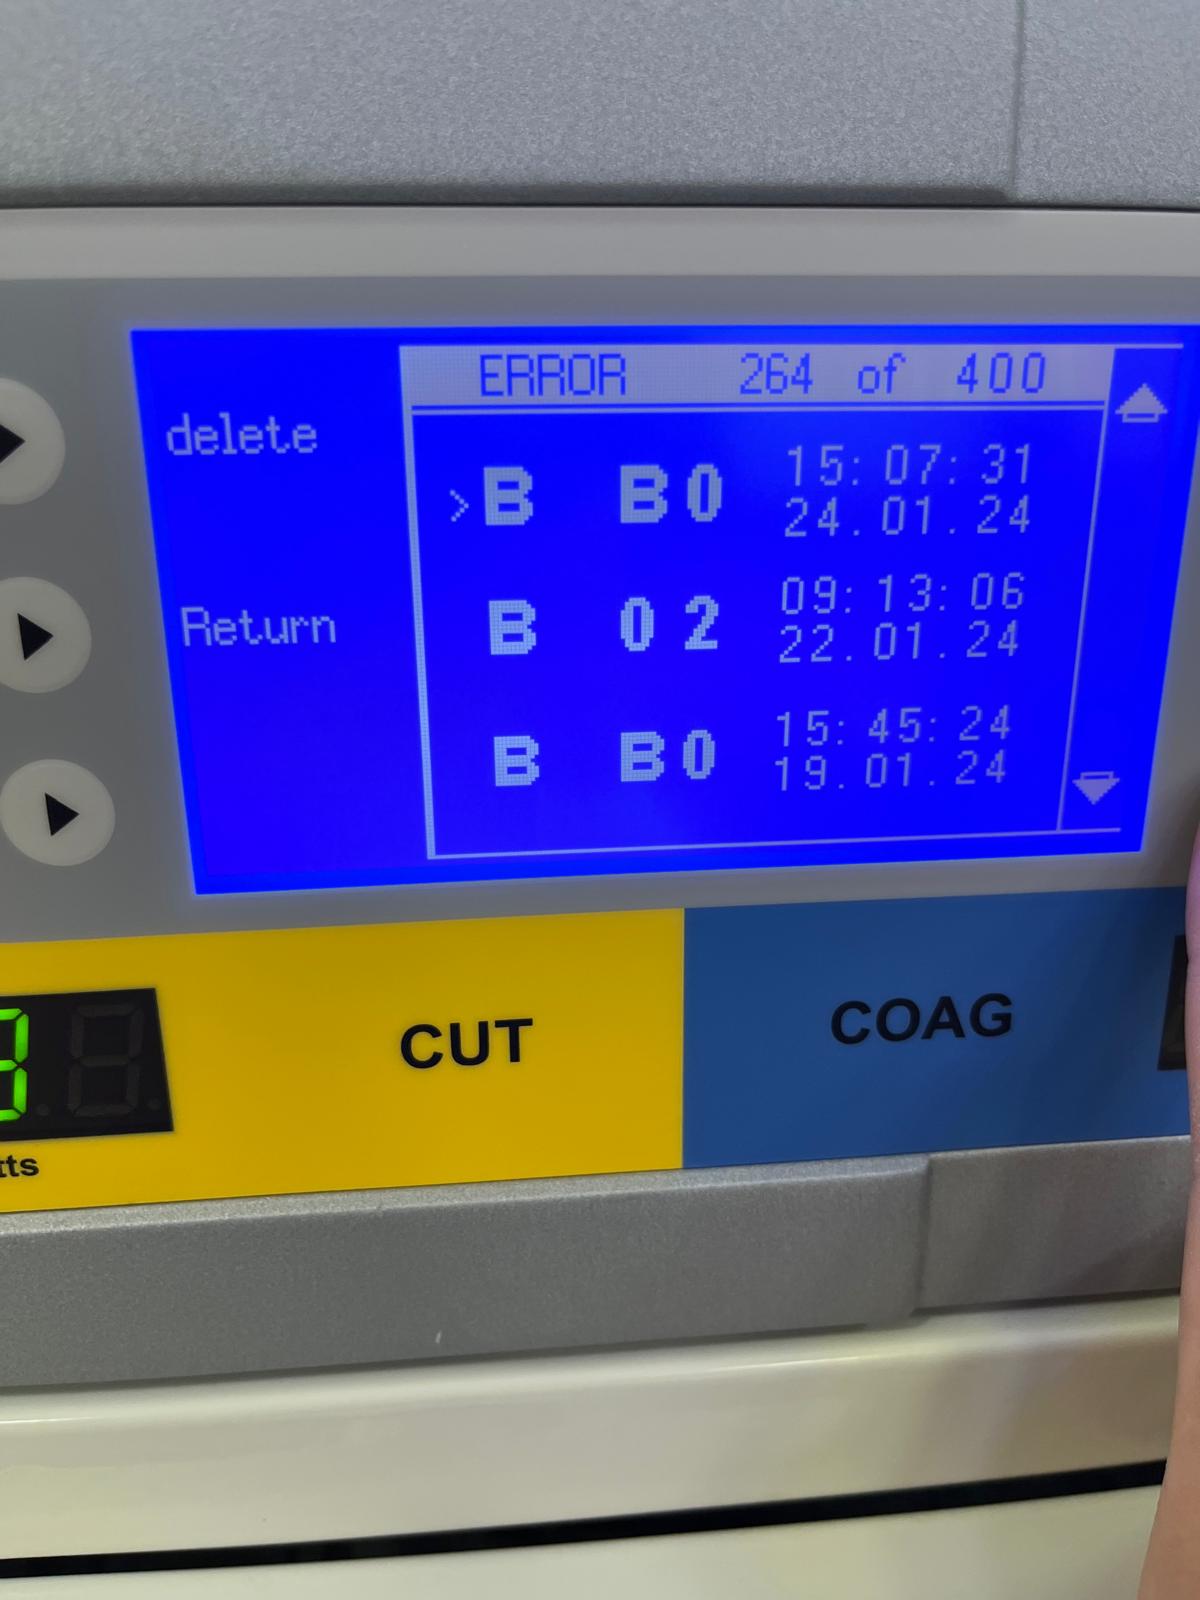 ERROR 264 of 400
delete
>B B0 15:07:31
24.01.24
Return
B 02 09:13:06
22.01.24
B B0 15:45:24
19.01.24
CUT
COAG